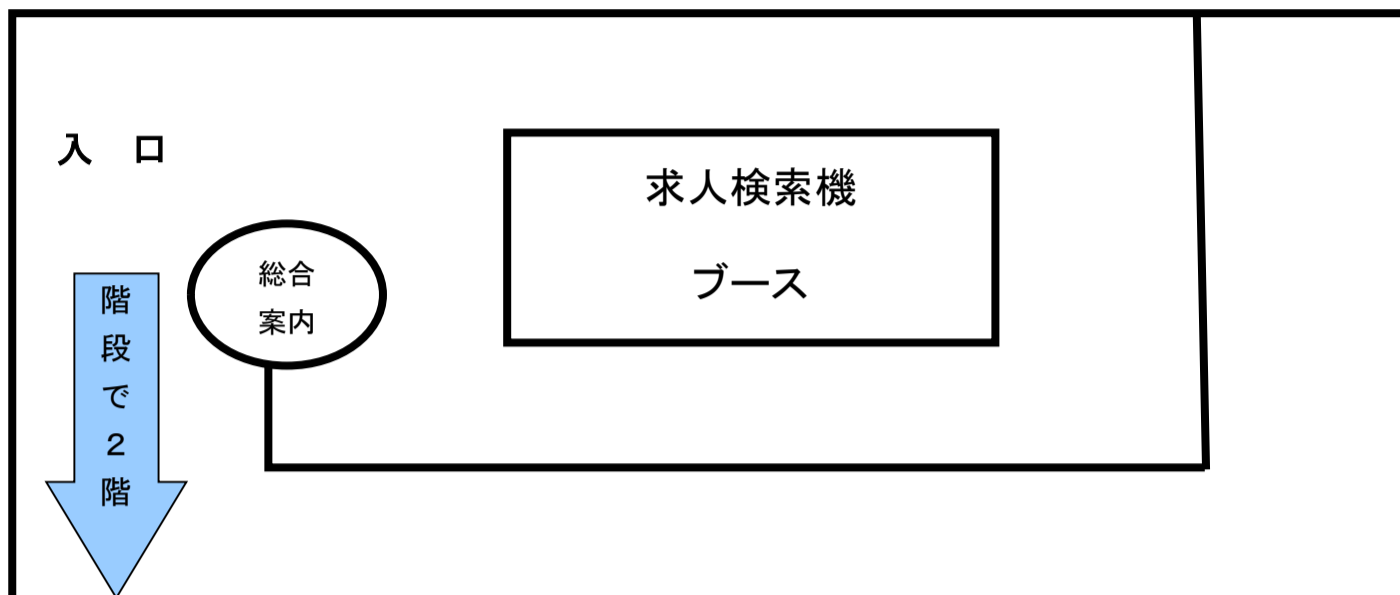 入　口
求人検索機
ブース
総合
案内
階段で２階